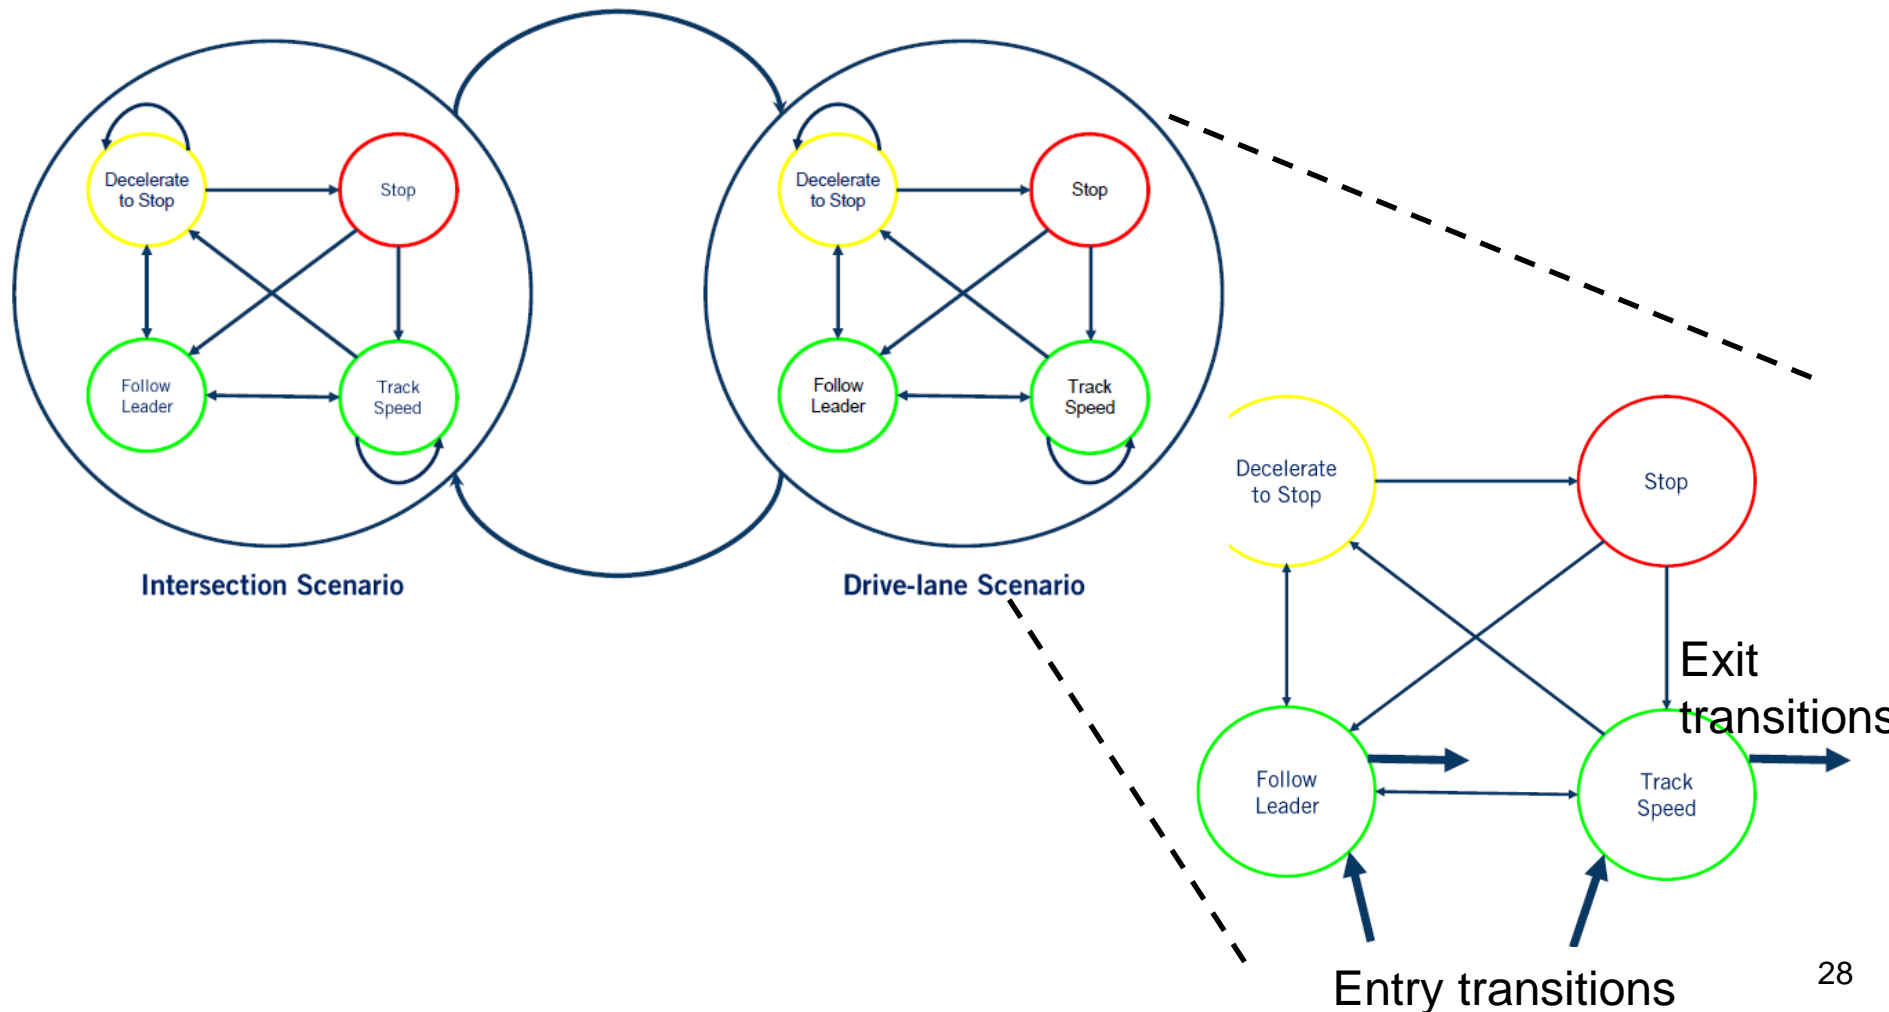 Decelerate
to Stop
Stop
Follow
Leader
Track
Speed
Intersection Scenario
Decelerate
to Stop
Stop
Follow
Leader
Track
Speed
Drive-lane Scenario
Decelerate
to Stop
Stop
Exit
transitions
Follow
Leader
Track
Speed
Entry transitions
28